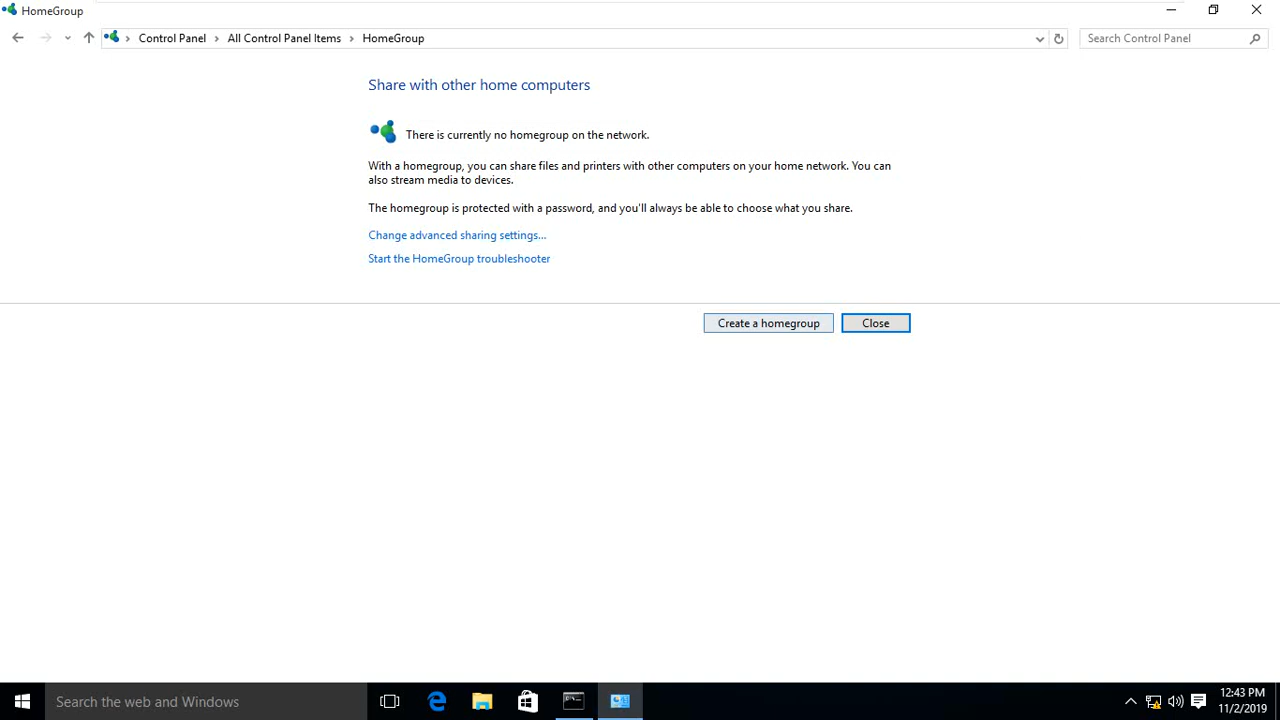 HomeGroup
Control Panel
All Control Panel Items
HomeGroup
Search Control Panel
Share with other home computers
There is currently no homegroup on the network.
With a homegroup, you can share files and printers with other computers on your home network. You can
also stream media to devices.
The homegroup is protected with a password, and you'll always be able to choose what you share.
Change advanced sharing settings...
Start the HomeGroup troubleshooter
Create a homegroup
Close
Search the web and Windows
12:43 PM
11/2/2019